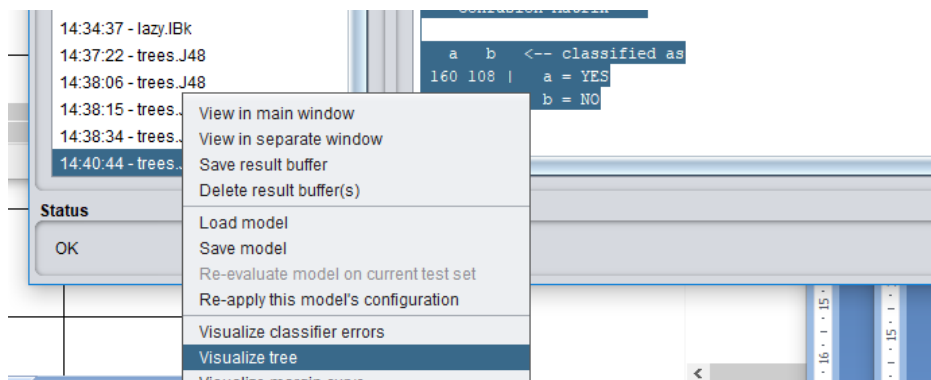 14:34:37 - lazy.IBk
14:37:22 - trees.J48
14:38:06 - trees.J48
14:38:15 - trees.J
14:38:34 - trees.J
14:40:44 - trees.J
Confusion Matrix
a b <-- classified as
160 108 | a = YES
b = NO
View in main window
View in separate window
Save result buffer
Delete result buffer(s)
Load model
Save model
Re-evaluate model on current test set
Re-apply this model's configuration
Visualize classifier errors
Visualize tree
Visualize margin curve
Status
OK
15
16
15